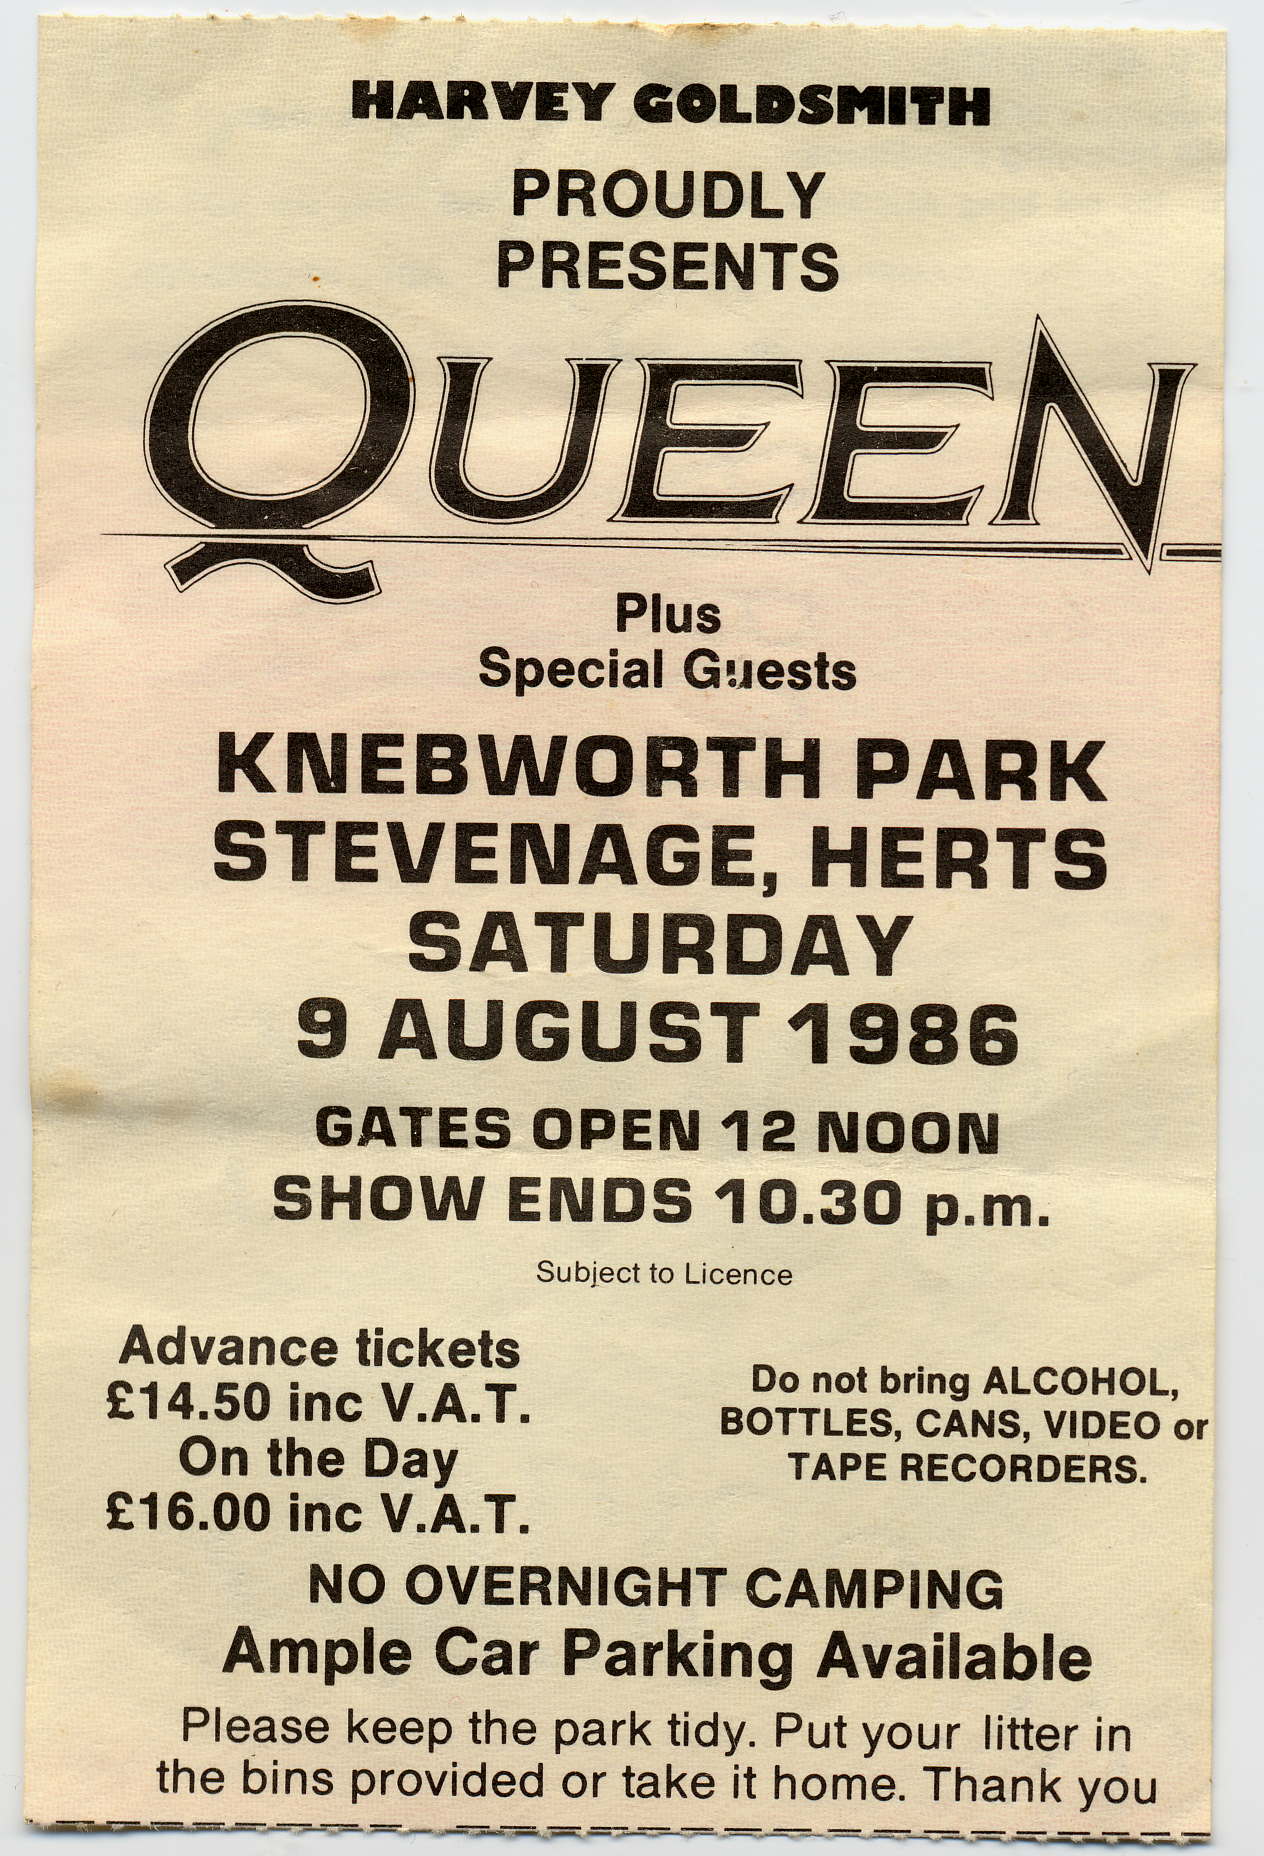 HARVEY GOLDSMITH
PROUDLY
PRESENTS
QUEEN
Plus
Special Guests
KNEBWORTH PARK
STEVENAGE, HERTS
SATURDAY
9 AUGUST 1986
GATES OPEN 12 NOON
SHOW ENDS 10.30 p.m.
Subject to Licence
Advance tickets
£14.50 inc V.A.T.
On the Day
£16.00 inc V.A.T.
Do not bring ALCOHOL,
BOTTLES, CANS, VIDEO or
TAPE RECORDERS.
NO OVERNIGHT CAMPING
Ample Car Parking Available
Please keep the park tidy. Put your litter in
the bins provided or take it home. Thank you